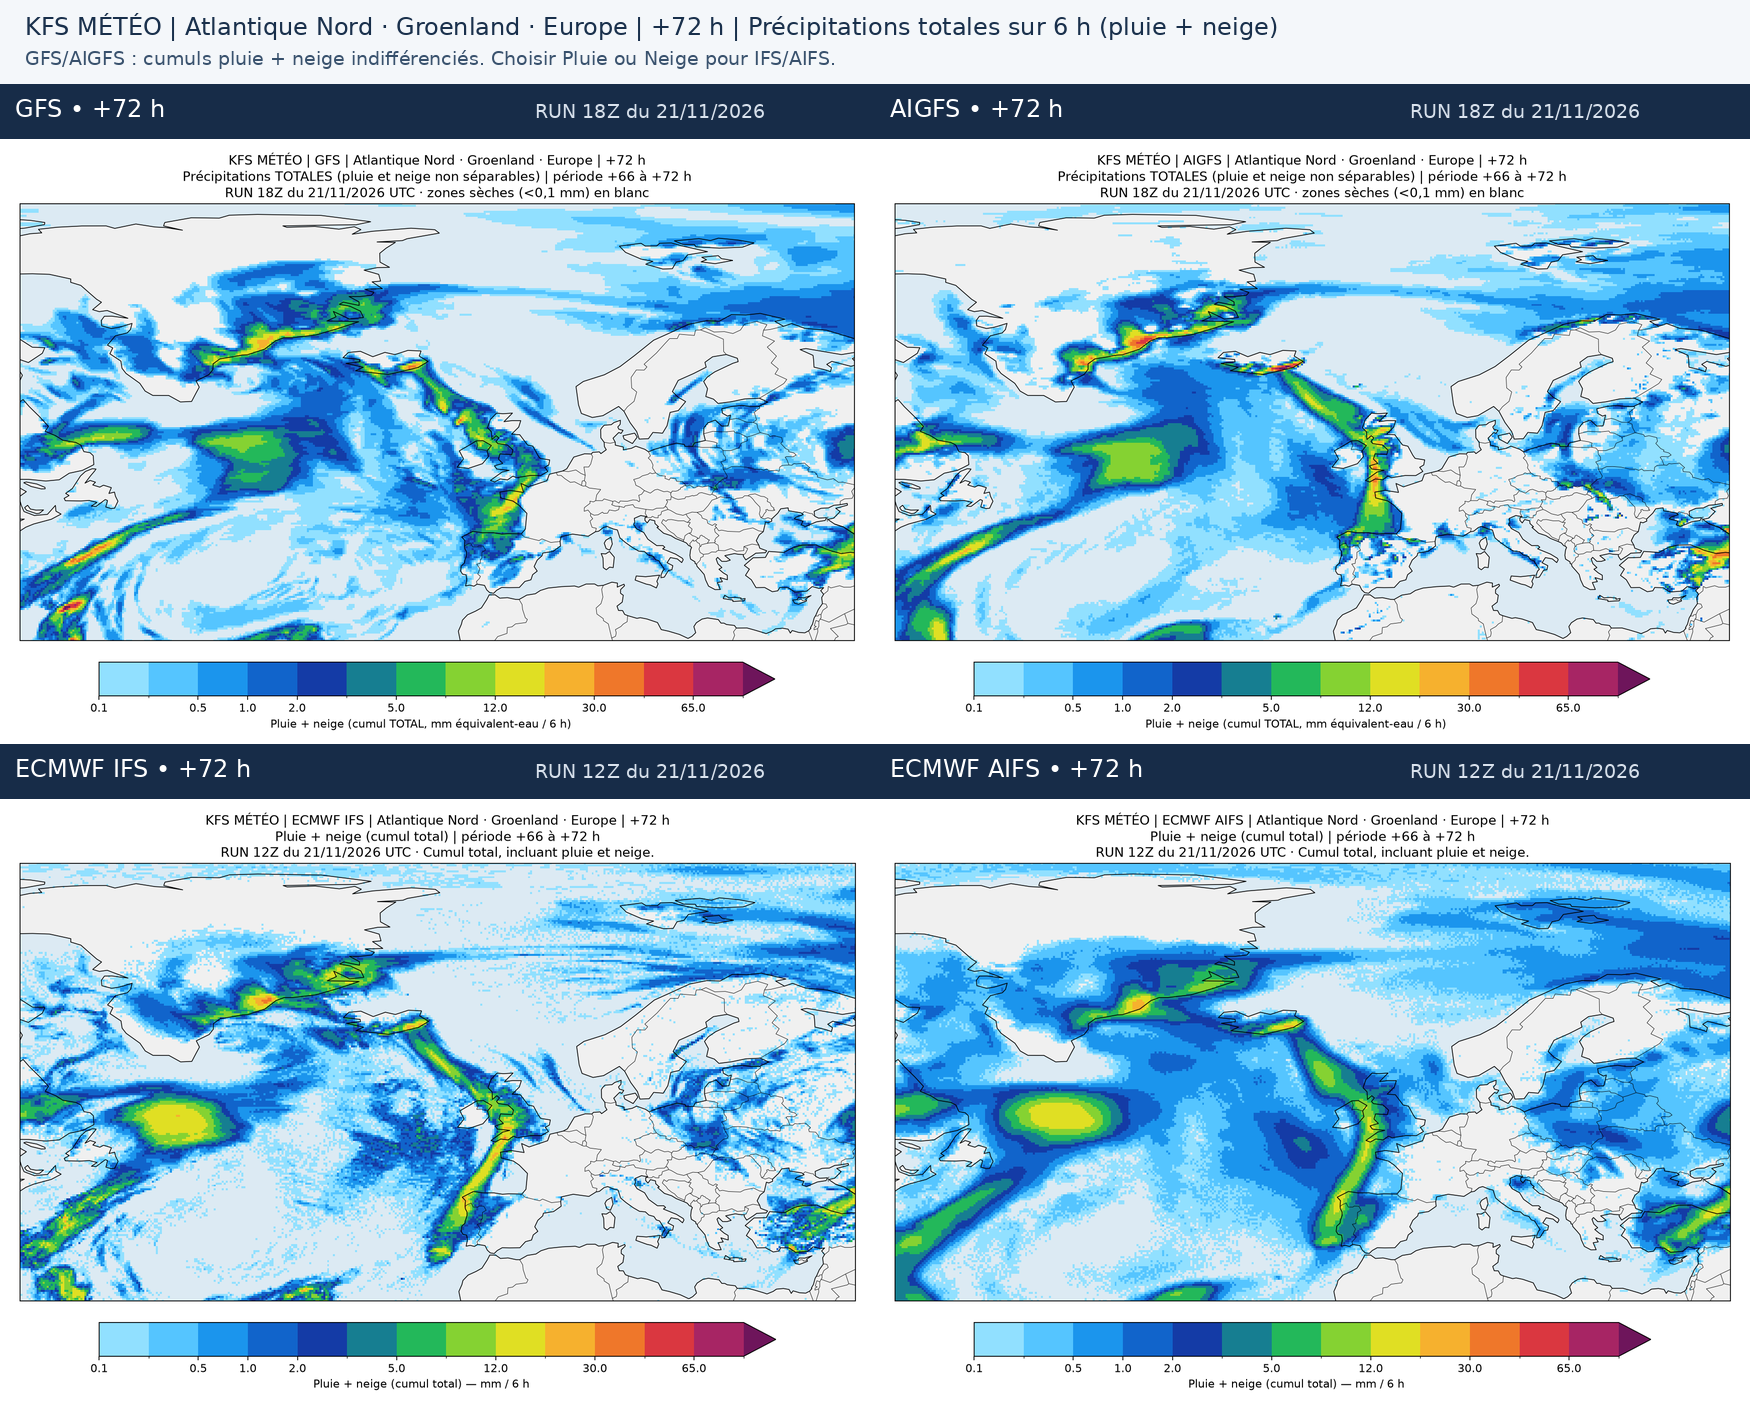 KFS MÉTÉO | Atlantique Nord · Groenland · Europe | +72 h | Précipitations totales sur 6 h (pluie + neige)
GFS/AIGFS : cumuls pluie + neige indifférenciés. Choisir Pluie ou Neige pour IFS/AIFS.
GFS • +72 h
RUN 18Z du 21/11/2026
AIGFS • +72 h
RUN 18Z du 21/11/2026
KFS MÉTÉO | GFS | Atlantique Nord · Groenland · Europe | +72 h
Précipitations TOTALES (pluie et neige non séparables) | période +66 à +72 h
RUN 18Z du 21/11/2026 UTC · zones sèches (<0,1 mm) en blanc
KFS MÉTÉO | AIGFS | Atlantique Nord · Groenland · Europe | +72 h
Précipitations TOTALES (pluie et neige non séparables) | période +66 à +72 h
RUN 18Z du 21/11/2026 UTC · zones sèches (<0,1 mm) en blanc
0.1 0.5 1.0 2.0 5.0 12.0 30.0 65.0
Pluie + neige (cumul TOTAL, mm équivalent-eau / 6 h)
0.1 0.5 1.0 2.0 5.0 12.0 30.0 65.0
Pluie + neige (cumul TOTAL, mm équivalent-eau / 6 h)
ECMWF IFS • +72 h
RUN 12Z du 21/11/2026
ECMWF AIFS • +72 h
RUN 12Z du 21/11/2026
KFS MÉTÉO | ECMWF IFS | Atlantique Nord · Groenland · Europe | +72 h
Pluie + neige (cumul total) | période +66 à +72 h
RUN 12Z du 21/11/2026 UTC · Cumul total, incluant pluie et neige.
KFS MÉTÉO | ECMWF AIFS | Atlantique Nord · Groenland · Europe | +72 h
Pluie + neige (cumul total) | période +66 à +72 h
RUN 12Z du 21/11/2026 UTC · Cumul total, incluant pluie et neige.
0.1 0.5 1.0 2.0 5.0 12.0 30.0 65.0
Pluie + neige (cumul total) — mm / 6 h
0.1 0.5 1.0 2.0 5.0 12.0 30.0 65.0
Pluie + neige (cumul total) — mm / 6 h